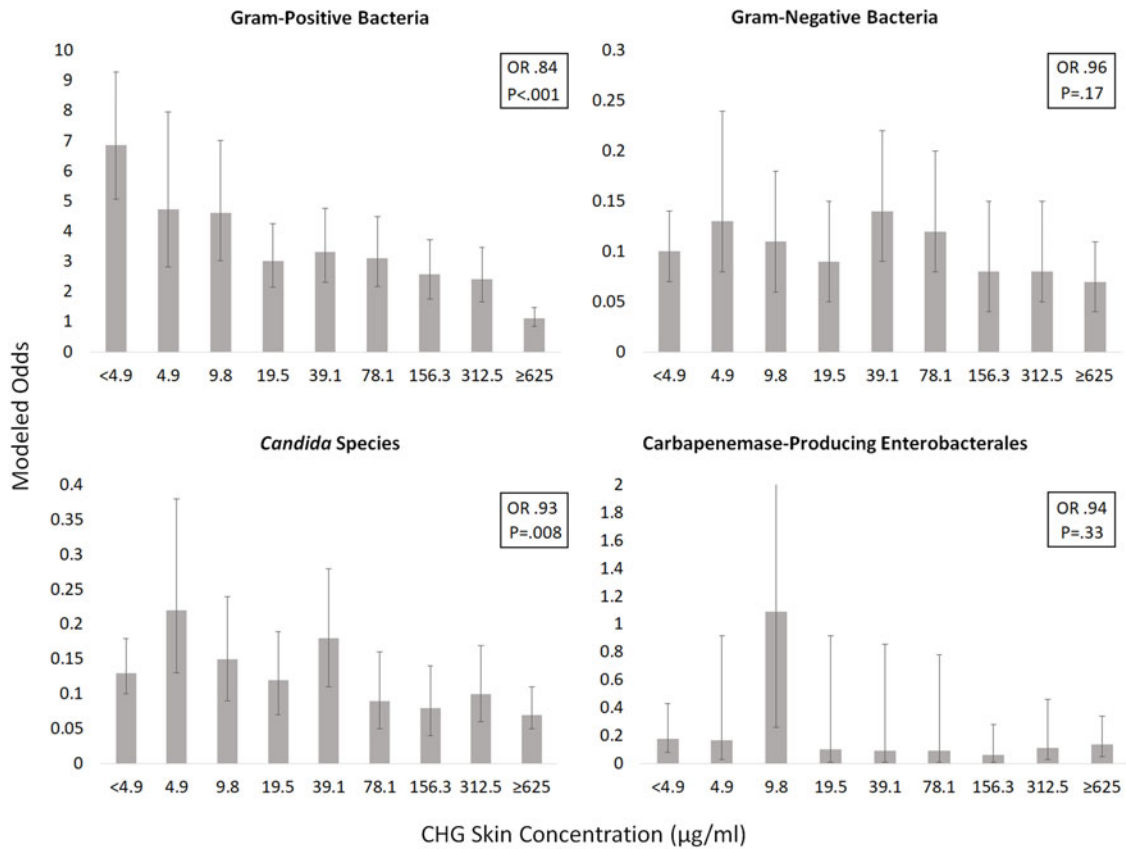 Gram-Positive Bacteria
10
9
8
7
6
5
4
3
2
1
0
OR .84
P<.001
<4.9 4.9 9.8 19.5 39.1 78.1 156.3 312.5 ≥625
Gram-Negative Bacteria
0.3
0.25
0.2
0.15
0.1
0.05
0
OR .96
P=.17
<4.9 4.9 9.8 19.5 39.1 78.1 156.3 312.5 ≥625
Modeled Odds
Candida Species
0.4
0.35
0.3
0.25
0.2
0.15
0.1
0.05
0
OR .93
P=.008
<4.9 4.9 9.8 19.5 39.1 78.1 156.3 312.5 ≥625
Carbapenemase-Producing Enterobacterales
2
1.8
1.6
1.4
1.2
1
0.8
0.6
0.4
0.2
0
OR .94
P=.33
<4.9 4.9 9.8 19.5 39.1 78.1 156.3 312.5 ≥625
CHG Skin Concentration (µg/ml)